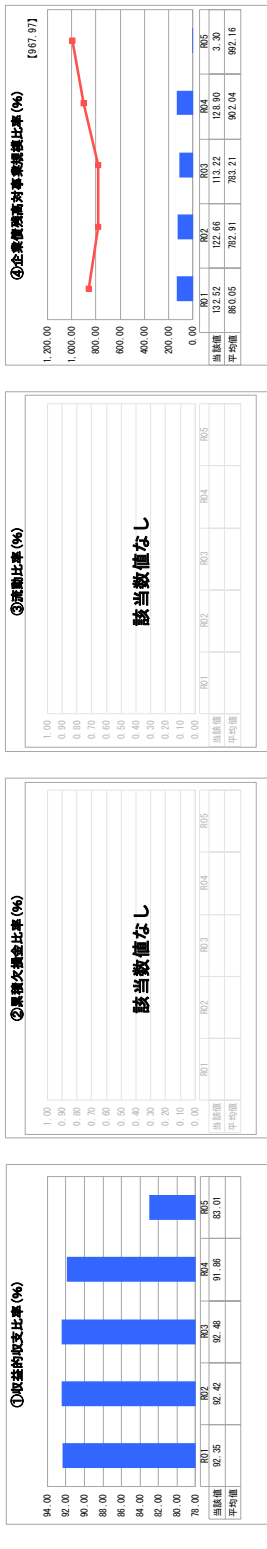 ①収益的収支比率(%)
94.00
92.00
90.00
88.00
86.00
84.00
82.00
80.00
78.00
R01 R02 R03 R04 R05
当該値 92.35 92.42 92.48 91.86 83.01
平均値
②累積欠損金比率(%)
1.00
0.90
0.80
0.70
0.60
0.50
0.40
0.30
0.20
0.10
0.00
該当数値なし
R01 R02 R03 R04 R05
当該値
平均値
③流動比率(%)
1.00
0.90
0.80
0.70
0.60
0.50
0.40
0.30
0.20
0.10
0.00
該当数値なし
R01 R02 R03 R04 R05
当該値
平均値
④企業債残高対事業規模比率(%)
【967.97】
1,200.00
1,000.00
800.00
600.00
400.00
200.00
0.00
R01 R02 R03 R04 R05
当該値 132.52 122.66 113.22 128.90 3.30
平均値 860.05 782.91 783.21 902.04 992.16